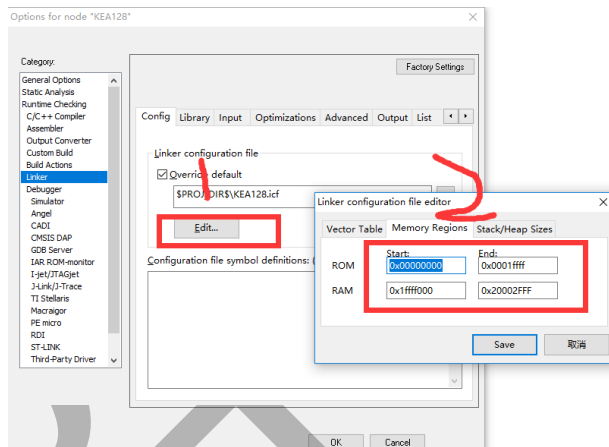 Options for node "KEA128"
Category:
Factory Settings
General Options
Static Analysis
Runtime Checking
C/C++ Compiler
Assembler
Output Converter
Custom Build
Build Actions
Linker
Debugger
Simulator
Angel
CADI
CMSIS DAP
GDB Server
IAR ROM-monitor
I-jet/JTAGjet
J-Link/J-Trace
TI Stellaris
Macraigor
PE micro
RDI
ST-LINK
Third-Party Driver
Config Library Input Optimizations Advanced Output List
Linker configuration file
Override default
\KEA128.icf
Edit...
Configuration file symbol definitions: (
Linker configuration file editor
Vector Table Memory Regions Stack/Heap Sizes
Start: End:
ROM 0x00000000 0x0001ffff
RAM 0x1ffff000 0x20002FFF
Save 取消
OK Cancel